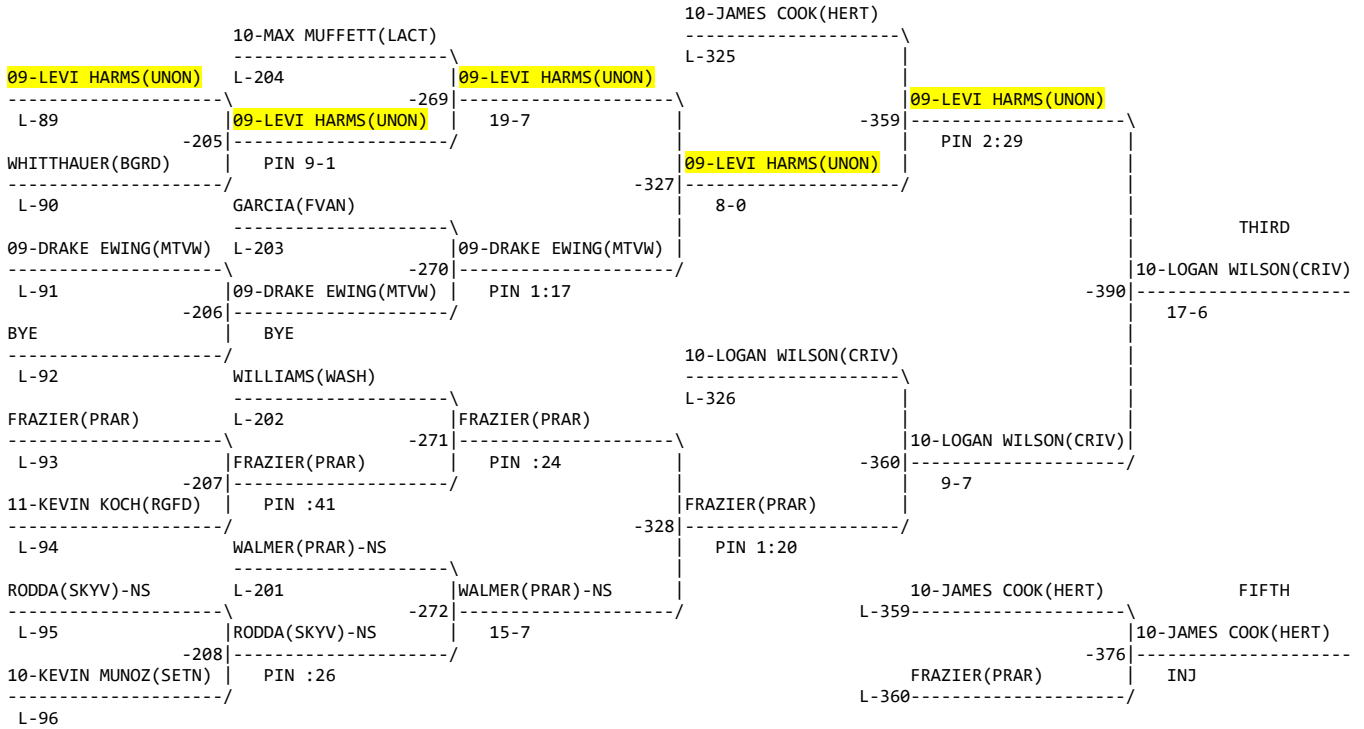 10-JAMES COOK(HERT)
10-MAX MUFFETT(LACT) ---------------------\
---------------------\ L-325 |
09-LEVI HARMS(UNON) L-204 |09-LEVI HARMS(UNON) |
---------------------\ -269|---------------------\ |09-LEVI HARMS(UNON)
L-89 |09-LEVI HARMS(UNON) | 19-7 | -359|---------------------\
-205|---------------------/ | | PIN 2:29 |
WHITTHAUER(BGRD) | PIN 9-1 |09-LEVI HARMS(UNON) | |
---------------------/ -327|---------------------/ |
L-90 GARCIA(FVAN) | 8-0 |
---------------------\ | | THIRD
09-DRAKE EWING(MTVW) L-203 |09-DRAKE EWING(MTVW) | |
---------------------\ -270|---------------------/ |10-LOGAN WILSON(CRIV)
L-91 |09-DRAKE EWING(MTVW) | PIN 1:17 -390|---------------------
-206|---------------------/ | 17-6
BYE | BYE |
---------------------/ 10-LOGAN WILSON(CRIV) |
L-92 WILLIAMS(WASH) ---------------------\ |
---------------------\ L-326 | |
FRAZIER(PRAR) L-202 |FRAZIER(PRAR) | |
---------------------\ -271|---------------------\ |10-LOGAN WILSON(CRIV)|
L-93 |FRAZIER(PRAR) | PIN :24 | -360|---------------------/
-207|---------------------/ | | 9-7
11-KEVIN KOCH(RGFD) | PIN :41 |FRAZIER(PRAR) |
---------------------/ -328|---------------------/
L-94 WALMER(PRAR)-NS | PIN 1:20
---------------------\ |
RODDA(SKYV)-NS L-201 |WALMER(PRAR)-NS | 10-JAMES COOK(HERT) FIFTH
---------------------\ -272|---------------------/ L-359---------------------\
L-95 |RODDA(SKYV)-NS | 15-7 |10-JAMES COOK(HERT)
-208|---------------------/ -376|---------------------
10-KEVIN MUNOZ(SETN) | PIN :26 FRAZIER(PRAR) | INJ
---------------------/ L-360---------------------/
L-96